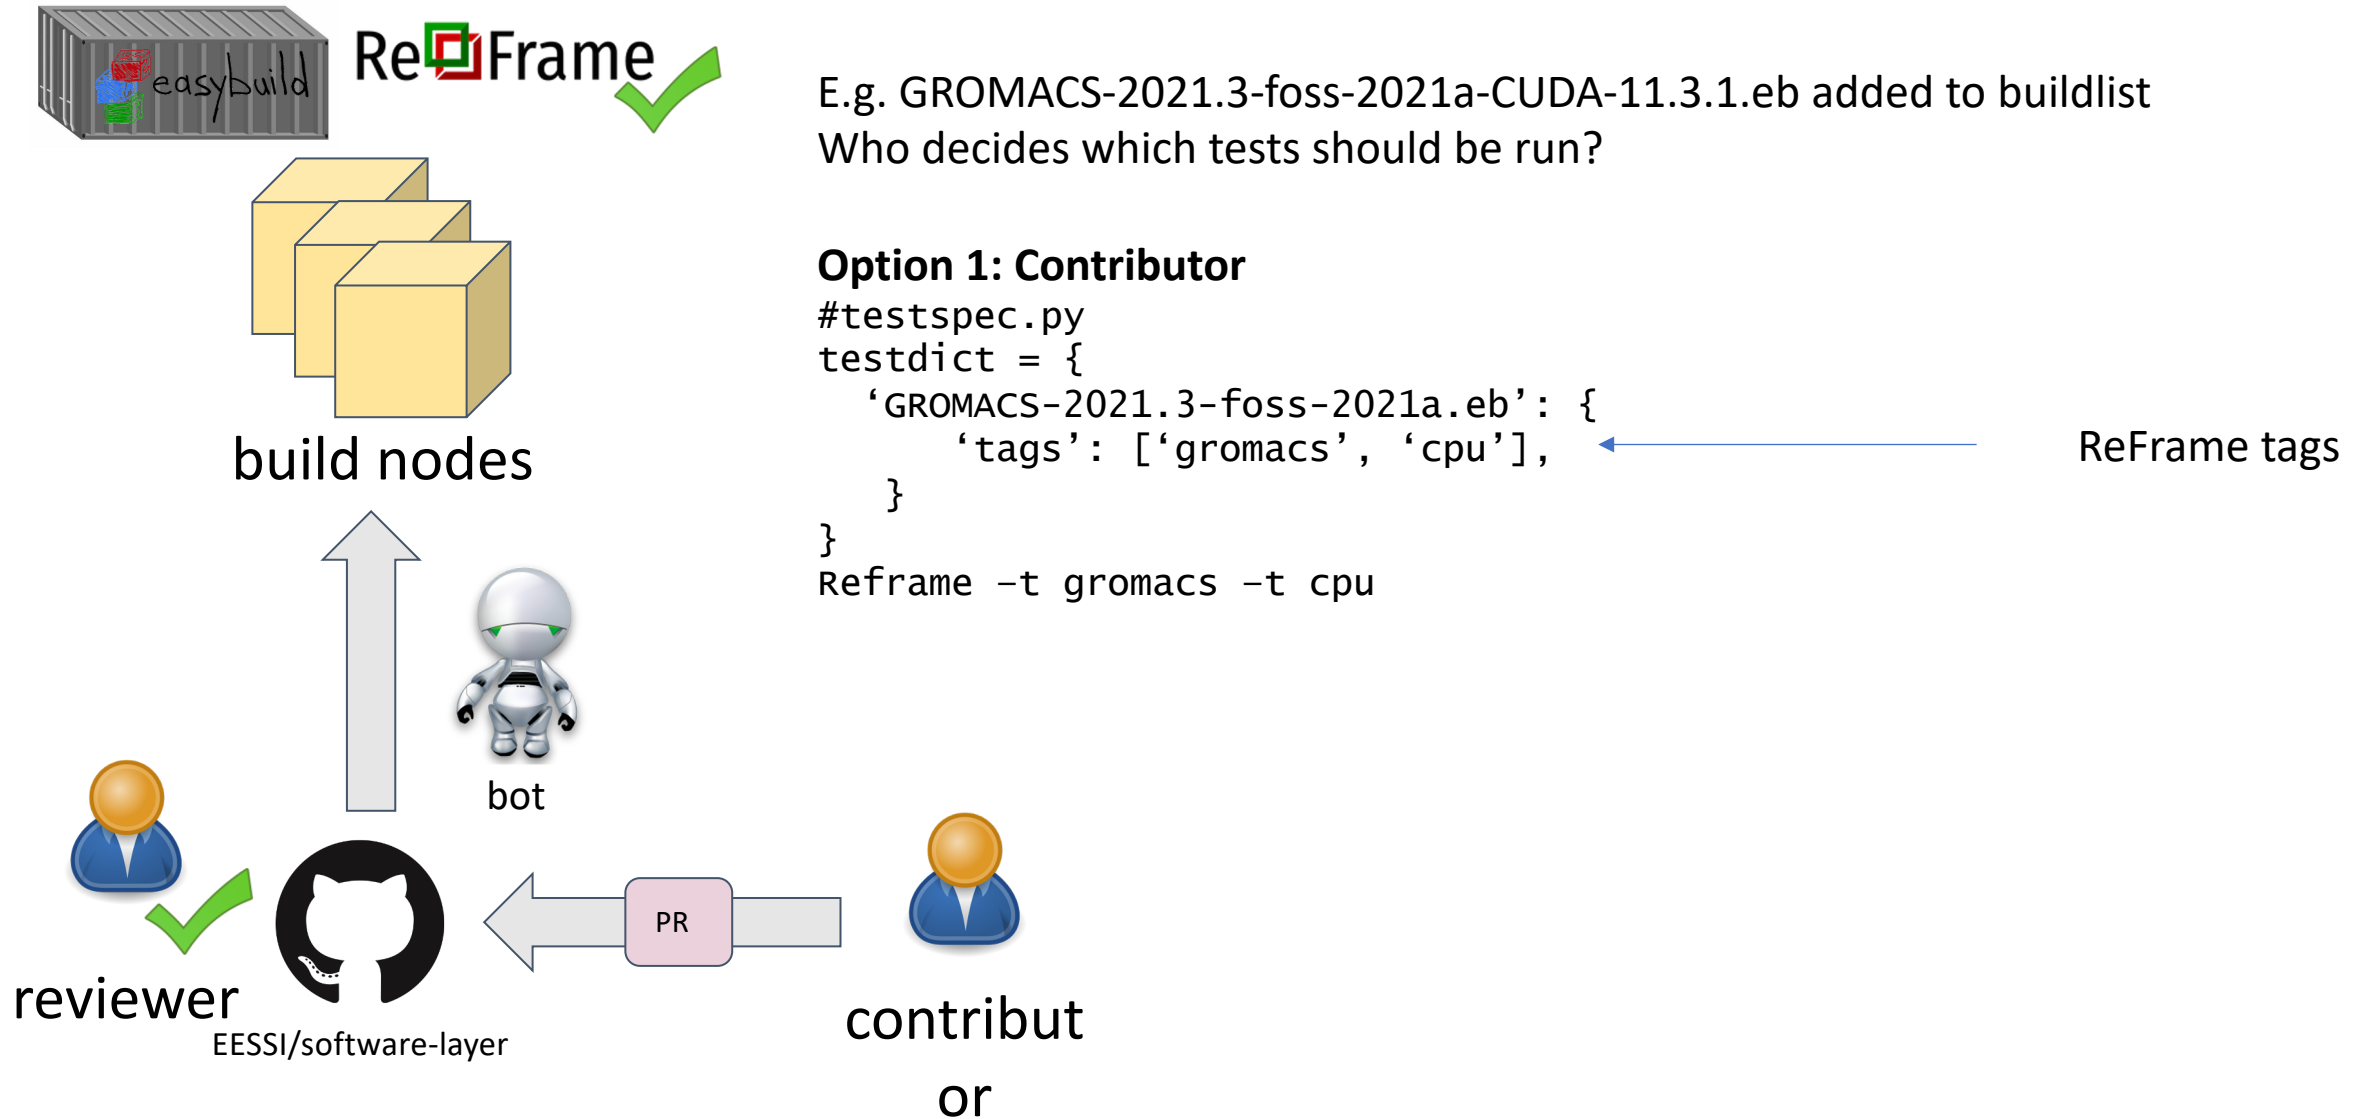 easybuild
ReFrame
E.g. GROMACS-2021.3-foss-2021a-CUDA-11.3.1.eb added to buildlist
Who decides which tests should be run?
Option 1: Contributor
#testspec.py
testdict = {
‘GROMACS-2021.3-foss-2021a.eb’: {
‘tags’: [‘gromacs’, ‘cpu’],
}
}
Reframe –t gromacs –t cpu
ReFrame tags
build nodes
bot
PR
reviewer
EESSI/software-layer
contribut
or